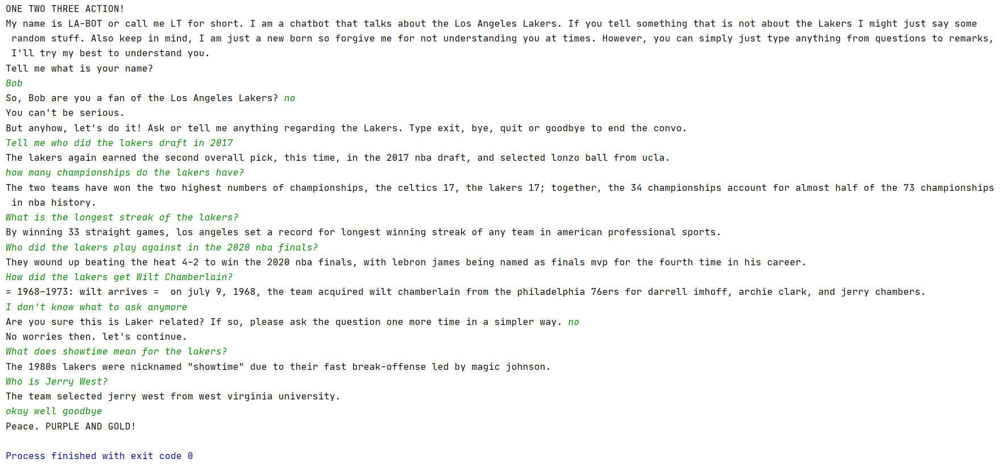 ONE TWO THREE ACTION!
My name is LA-BOT or call me LT for short. I am a chatbot that talks about the Los Angeles Lakers. If you tell something that is not about the Lakers I might just say some
random stuff. Also keep in mind, I am just a new born so forgive me for not understanding you at times. However, you can simply just type anything from questions to remarks,
I'll try my best to understand you.
Tell me what is your name?
Bob
So, Bob are you a fan of the Los Angeles Lakers? no
You can't be serious.
But anyhow, let's do it! Ask or tell me anything regarding the Lakers. Type exit, bye, quit or goodbye to end the convo.
Tell me who did the lakers draft in 2017
The lakers again earned the second overall pick, this time, in the 2017 nba draft, and selected lonzo ball from ucla.
how many championships do the lakers have?
The two teams have won the two highest numbers of championships, the celtics 17, the lakers 17; together, the 34 championships account for almost half of the 73 championships
in nba history.
What is the longest streak of the lakers?
By winning 33 straight games, los angeles set a record for longest winning streak of any team in american professional sports.
Who did the lakers play against in the 2020 nba finals?
They wound up beating the heat 4–2 to win the 2020 nba finals, with lebron james being named as finals mvp for the fourth time in his career.
How did the lakers get Wilt Chamberlain?
= 1968–1973: wilt arrives =  on july 9, 1968, the team acquired wilt chamberlain from the philadelphia 76ers for darrell imhoff, archie clark, and jerry chambers.
I don't know what to ask anymore
Are you sure this is Laker related? If so, please ask the question one more time in a simpler way. no
No worries then. let's continue.
What does showtime mean for the lakers?
The 1980s lakers were nicknamed "showtime" due to their fast break-offense led by magic johnson.
Who is Jerry West?
The team selected jerry west from west virginia university.
okay well goodbye
Peace. PURPLE AND GOLD!
Process finished with exit code 0